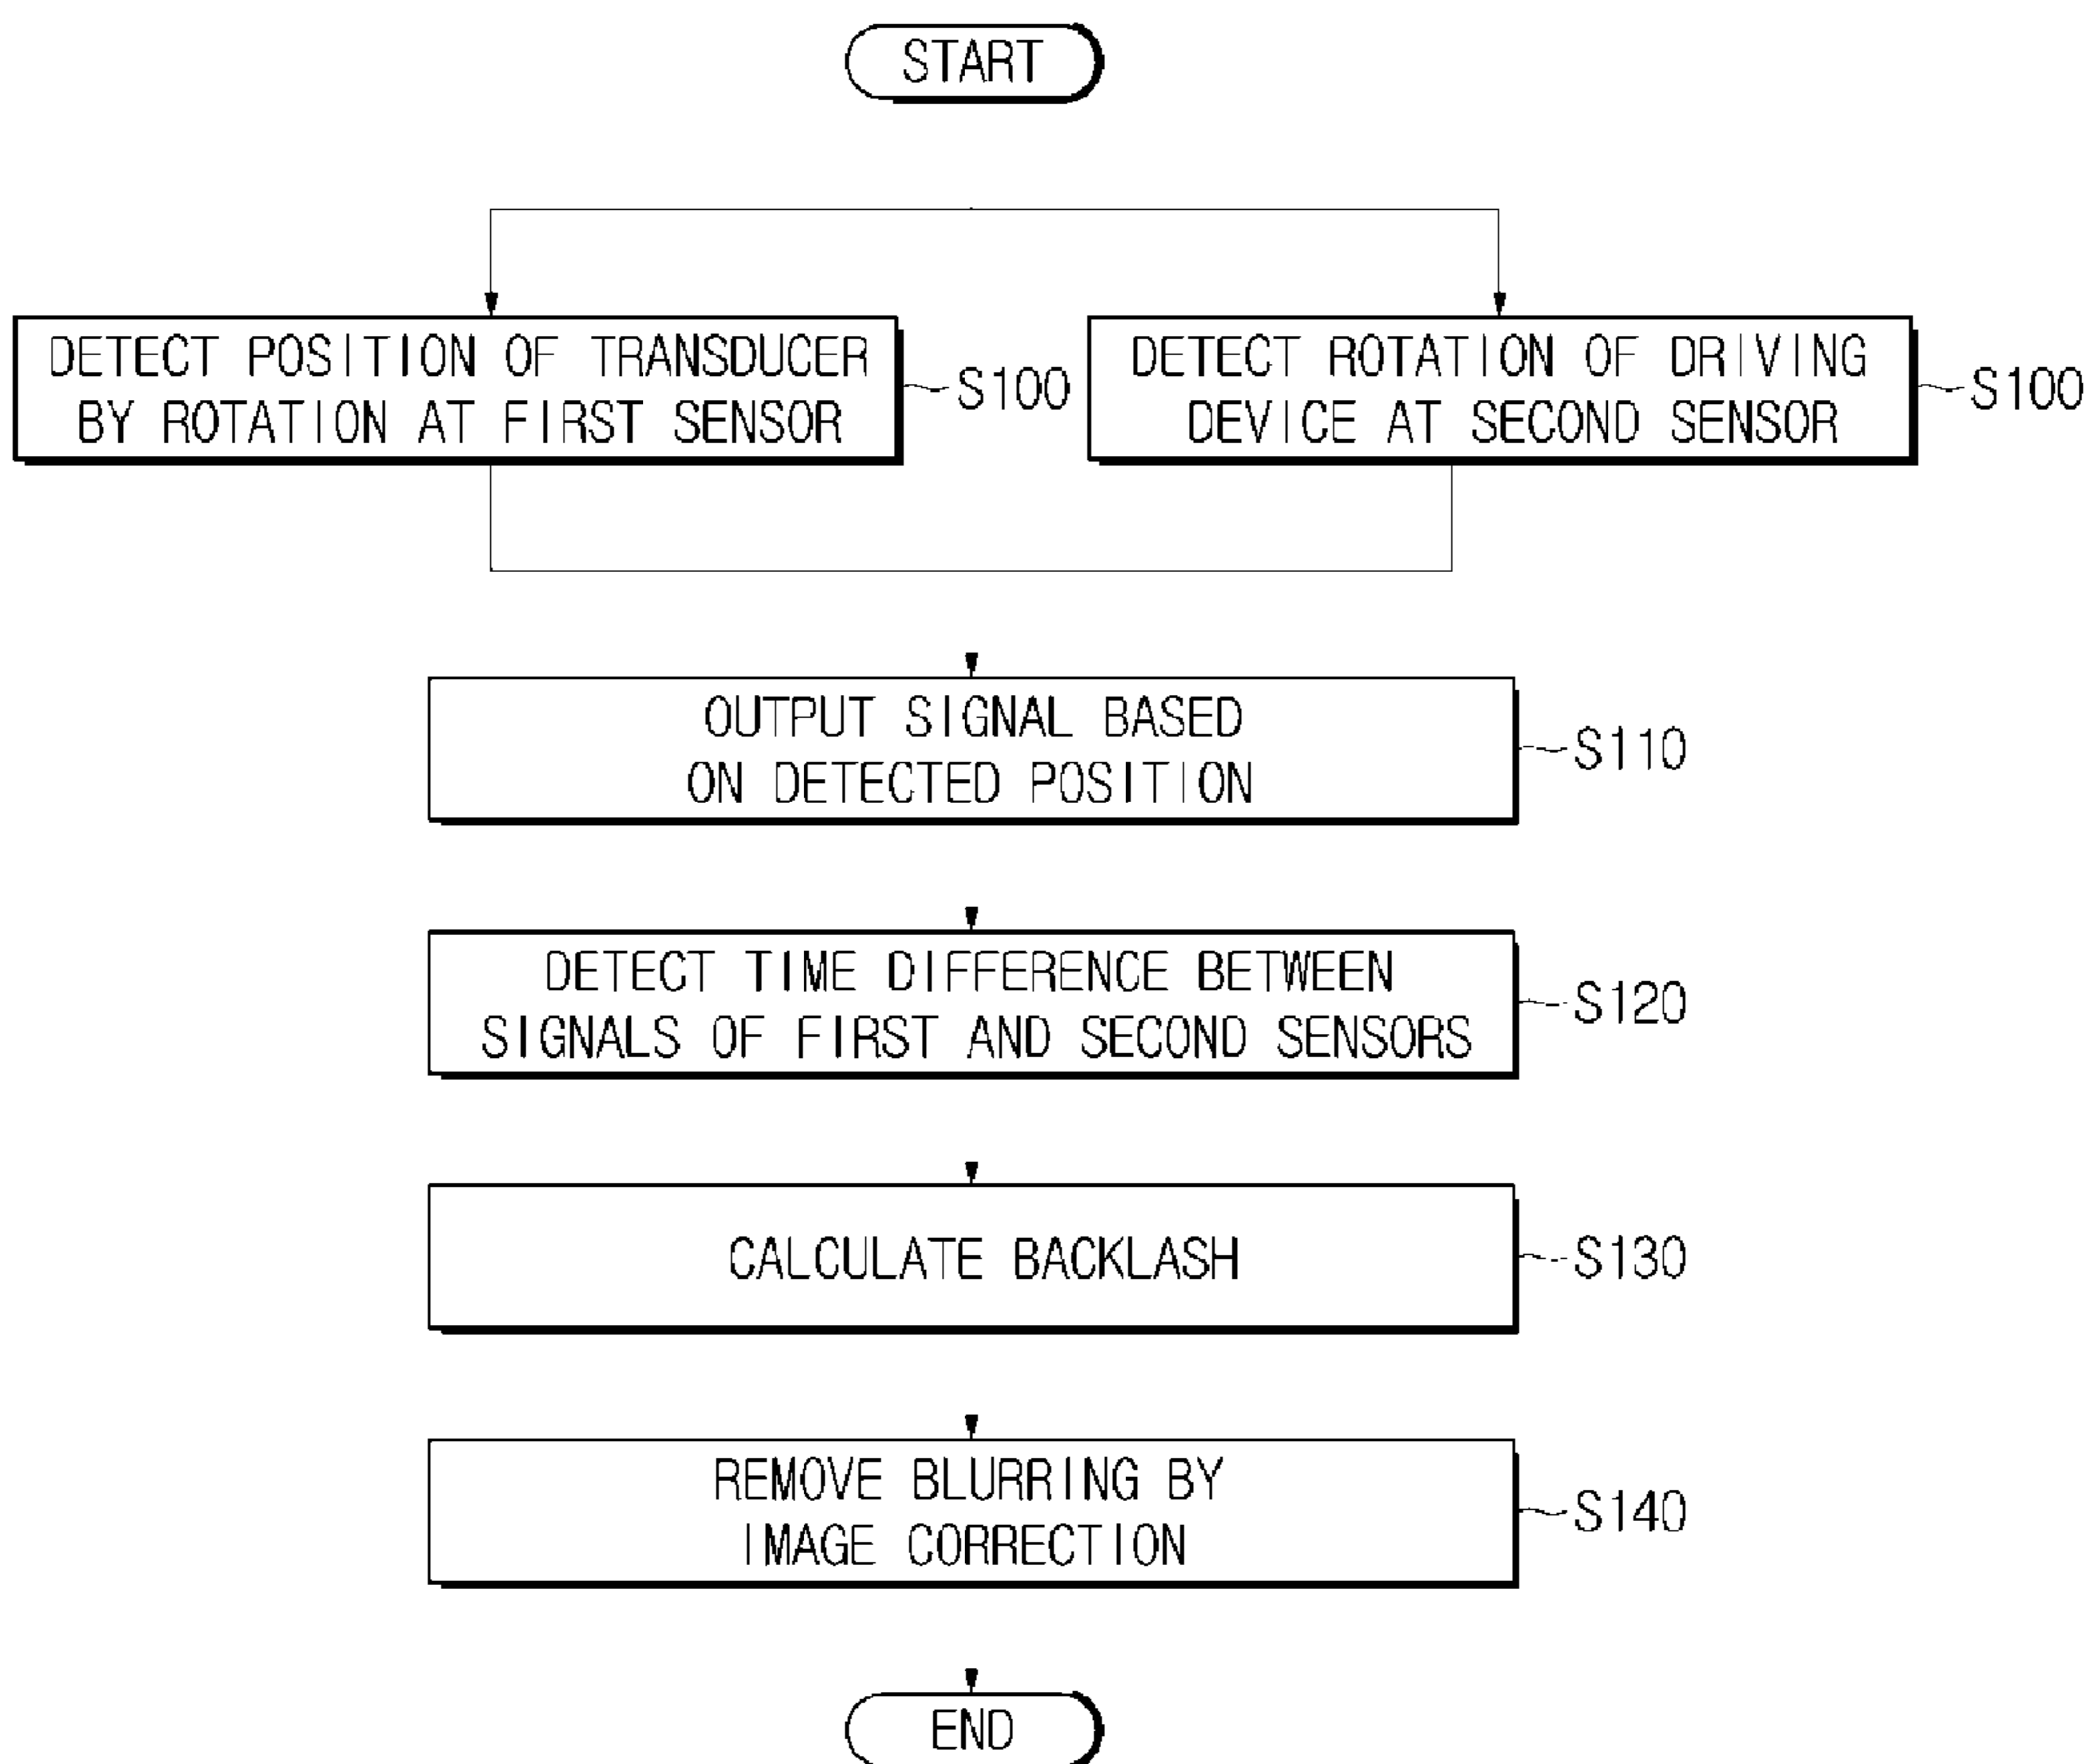 START
DETECT POSITION OF TRANSDUCER
BY ROTATION AT FIRST SENSOR
S100
DETECT ROTATION OF DRIVING
DEVICE AT SECOND SENSOR
S100
OUTPUT SIGNAL BASED
ON DETECTED POSITION
S110
DETECT TIME DIFFERENCE BETWEEN
SIGNALS OF FIRST AND SECOND SENSORS
S120
CALCULATE BACKLASH
S130
REMOVE BLURRING BY
IMAGE CORRECTION
S140
END